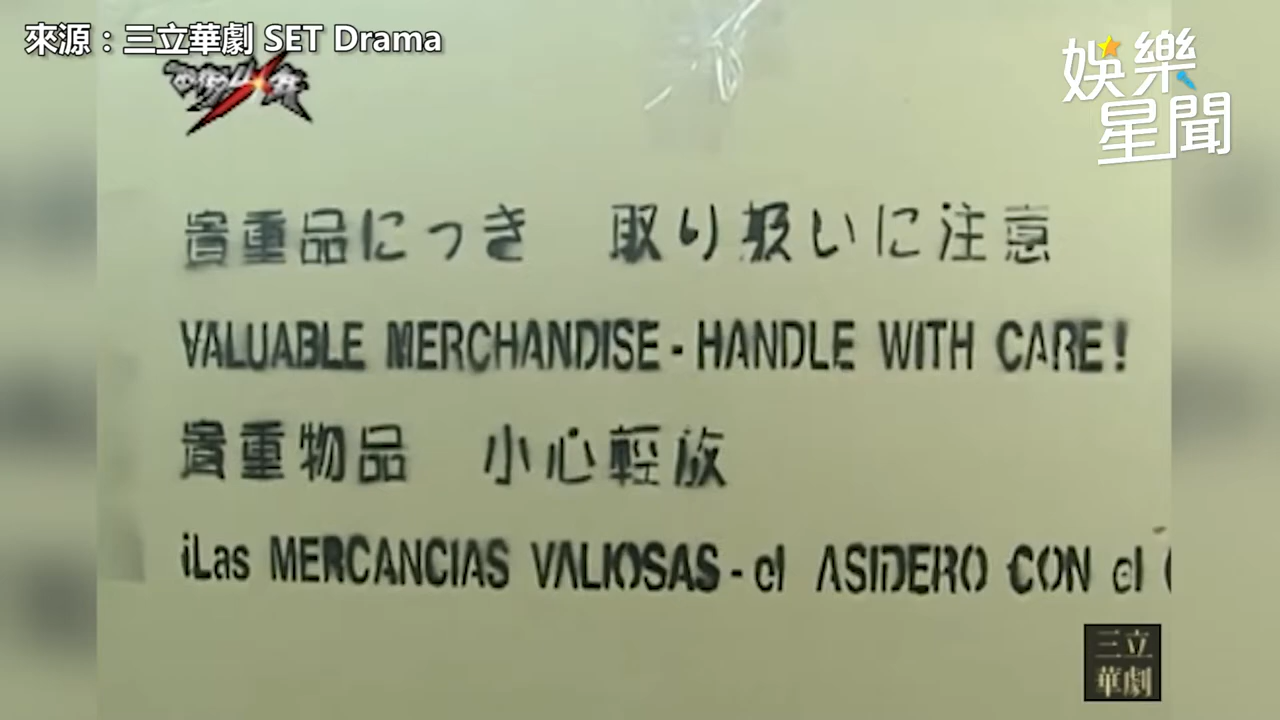 來源：三立華劇 SET Drama
娛樂
星聞
貴重品につき 取り扱いに注意
VALUABLE MERCHANDISE - HANDLE WITH CARE!
貴重物品 小心輕放
¡Las MERCANCIAS VALIOSAS - el ASIDERO CON el
三立
華劇